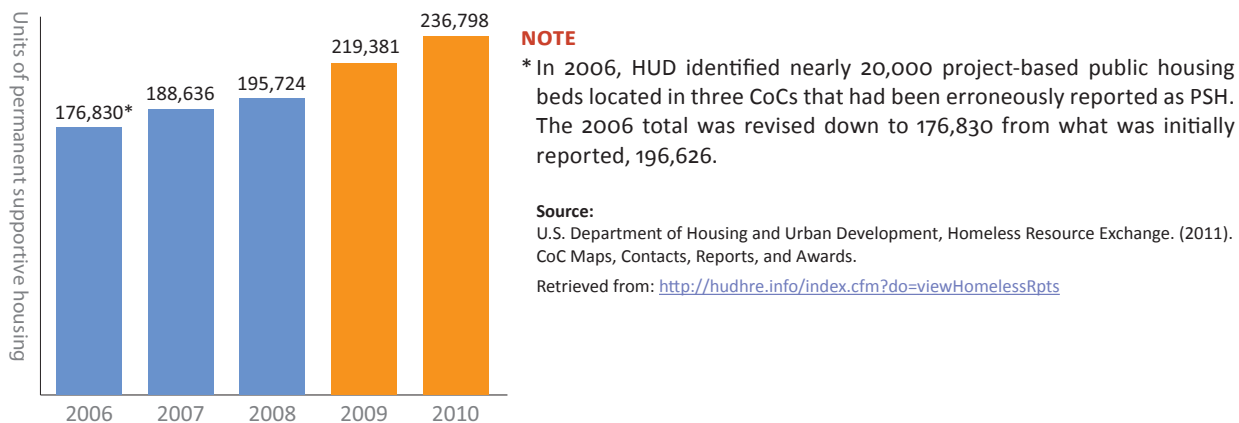 Units of permanent supportive housing
176,830*
188,636
195,724
219,381
236,798
2006
2007
2008
2009
2010
NOTE
* In 2006, HUD identified nearly 20,000 project-based public housing
beds located in three CoCs that had been erroneously reported as PSH.
The 2006 total was revised down to 176,830 from what was initially
reported, 196,626.
Source:
U.S. Department of Housing and Urban Development, Homeless Resource Exchange. (2011).
CoC Maps, Contacts, Reports, and Awards.
Retrieved from: http://hudhre.info/index.cfm?do=viewHomelessRpts